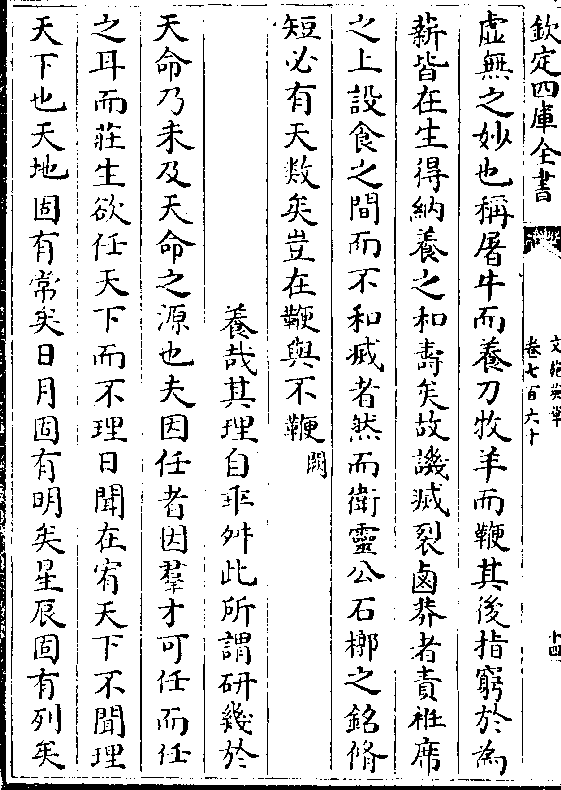 欽定四庫全書
文苑英華
卷七百六十
十四
虛無之妙也稱屠牛而養刀牧羊而鞭其後指窮於為
薪皆在生得納養之和壽矣故譏滅裂鹵莽者責袵席
之上設食之間而不和戚者然而衛靈公石槨之銘脩
短必有天數矣豈在鞭與不鞭闕
養哉其理自乖舛此所謂研幾於
天命乃未及天命之源也夫因任者因羣才可任而任
之耳而莊生欲任天下而不理日聞在宥天下不聞理
天下也天地固有常矣日月固有明矣星辰固有列矣